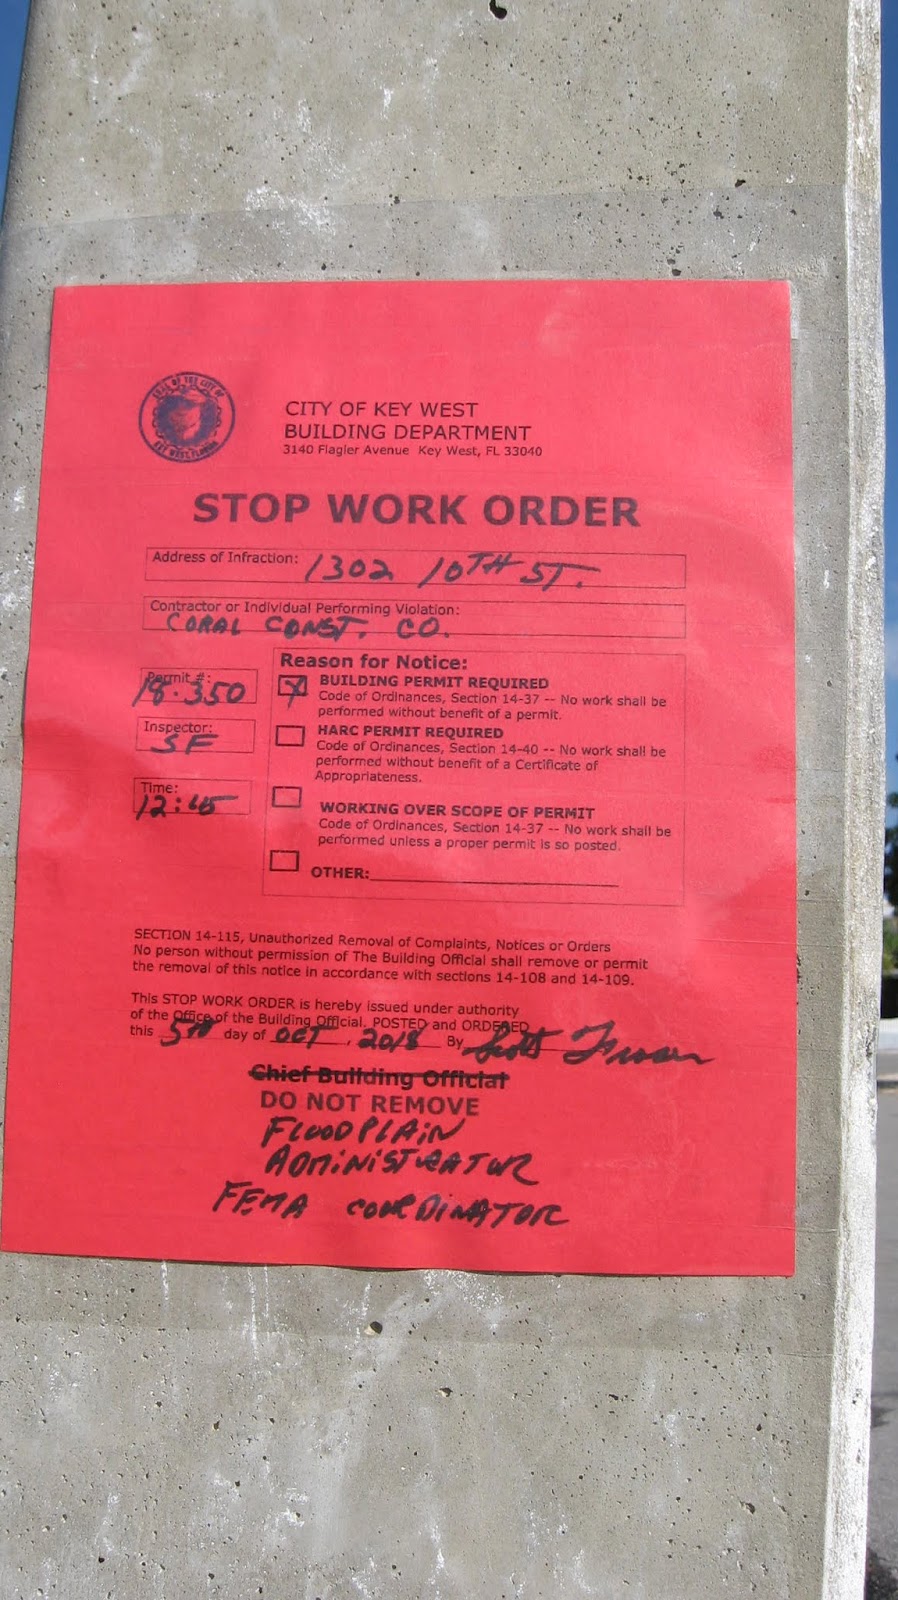 SEAL OF THE CITY OF
KEY WEST, FLORIDA
CITY OF KEY WEST
BUILDING DEPARTMENT
3140 Flagler Avenue Key West, FL 33040
STOP WORK ORDER
Address of Infraction: 1302 10TH ST.
Contractor or Individual Performing Violation:
CORAL CONST. CO.
Permit #:
18-350
Inspector:
SF
Time:
12:45
Reason for Notice:
X BUILDING PERMIT REQUIRED
Code of Ordinances, Section 14-37 -- No work shall be
performed without benefit of a permit.
HARC PERMIT REQUIRED
Code of Ordinances, Section 14-40 -- No work shall be
performed without benefit of a Certificate of
Appropriateness.
WORKING OVER SCOPE OF PERMIT
Code of Ordinances, Section 14-37 -- No work shall be
performed unless a proper permit is so posted.
OTHER:
SECTION 14-115, Unauthorized Removal of Complaints, Notices or Orders
No person without permission of The Building Official shall remove or permit
the removal of this notice in accordance with sections 14-108 and 14-109.
This STOP WORK ORDER is hereby issued under authority
of the Office of the Building Official. POSTED and ORDERED
this 5TH day of OCT, 2018 By Scott
Chief Building Official
DO NOT REMOVE
FLOODPLAIN
ADMINISTRATOR
FEMA COORDINATOR